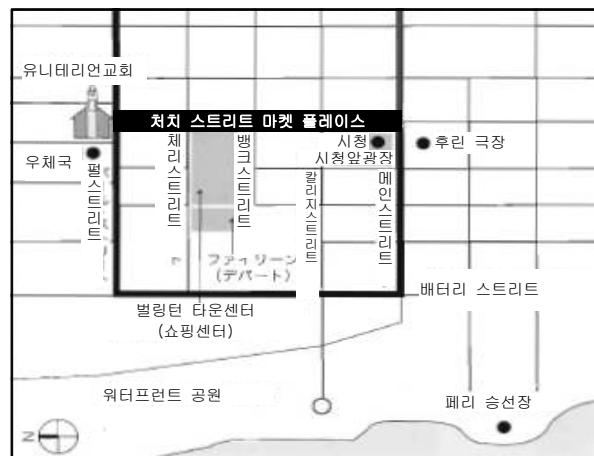 유니테리언교회
처치 스트리트 마켓 플레이스
우체국
펄스트리트
체리스트리트
뱅크스트리트
시청
시청앞광장
칼리지스트리트
메인스트리트
후린 극장
ファイリーン
(デパート)
벌링턴 타운센터
(쇼핑센터)
배터리 스트리트
워터프런트 공원
페리 승선장
N